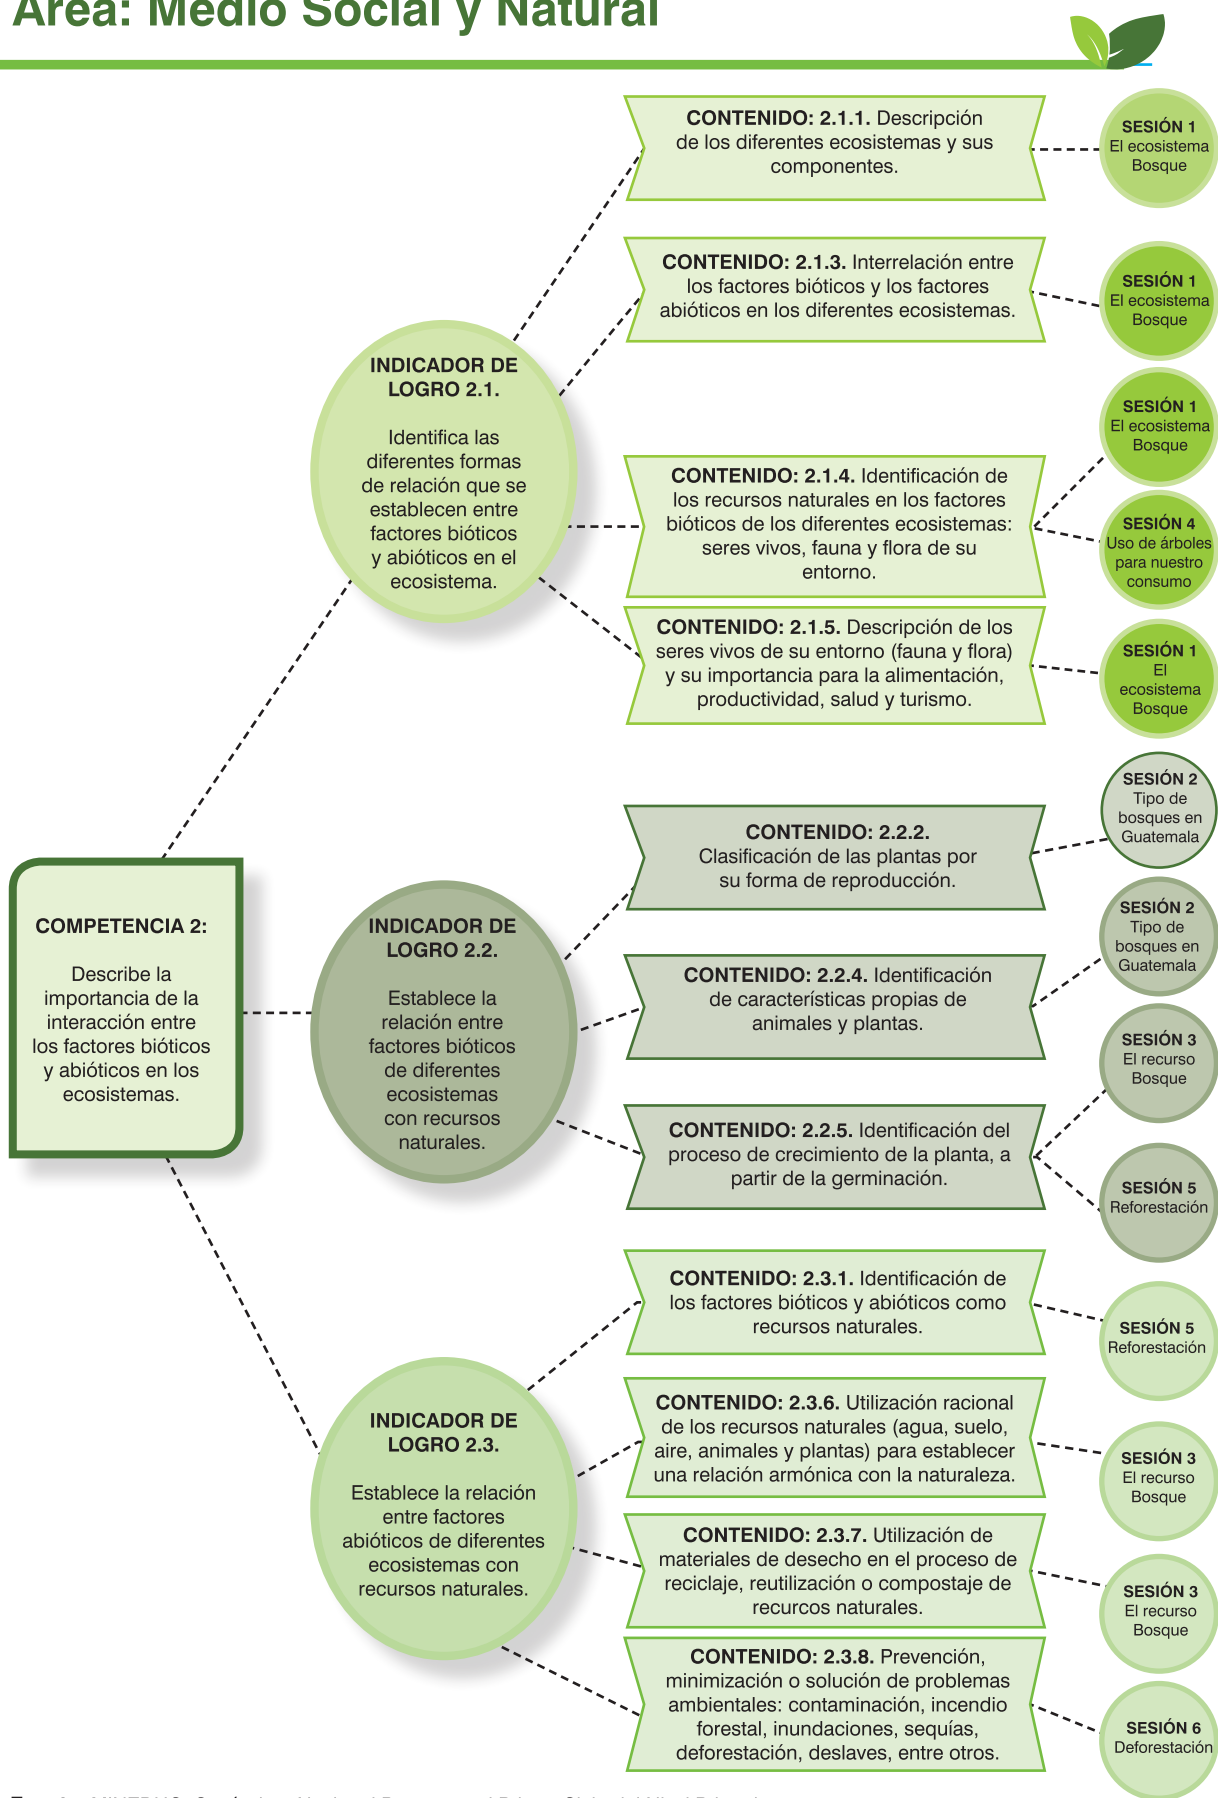 Área: Medio Social y Natural
CONTENIDO: 2.1.1. Descripción
de los diferentes ecosistemas y sus
componentes.
SESIÓN 1
El ecosistema
Bosque
CONTENIDO: 2.1.3. Interrelación entre
los factores bióticos y los factores
abióticos en los diferentes ecosistemas.
SESIÓN 1
El ecosistema
Bosque
INDICADOR DE
LOGRO 2.1.
Identifica las
diferentes formas
de relación que se
establecen entre
factores bióticos
y abióticos en el
ecosistema.
CONTENIDO: 2.1.4. Identificación de
los recursos naturales en los factores
bióticos de los diferentes ecosistemas:
seres vivos, fauna y flora de su
entorno.
SESIÓN 1
El ecosistema
Bosque
SESIÓN 4
Uso de árboles
para nuestro
consumo
CONTENIDO: 2.1.5. Descripción de los
seres vivos de su entorno (fauna y flora)
y su importancia para la alimentación,
productividad, salud y turismo.
SESIÓN 1
El
ecosistema
Bosque
COMPETENCIA 2:
Describe la
importancia de la
interacción entre
los factores bióticos
y abióticos en los
ecosistemas.
INDICADOR DE
LOGRO 2.2.
Establece la
relación entre
factores bióticos
de diferentes
ecosistemas
con recursos
naturales.
CONTENIDO: 2.2.2.
Clasificación de las plantas por
su forma de reproducción.
SESIÓN 2
Tipo de
bosques en
Guatemala
CONTENIDO: 2.2.4. Identificación
de características propias de
animales y plantas.
SESIÓN 2
Tipo de
bosques en
Guatemala
CONTENIDO: 2.2.5. Identificación del
proceso de crecimiento de la planta, a
partir de la germinación.
SESIÓN 3
El recurso
Bosque
SESIÓN 5
Reforestación
INDICADOR DE
LOGRO 2.3.
Establece la relación
entre factores
abióticos de diferentes
ecosistemas con
recursos naturales.
CONTENIDO: 2.3.1. Identificación de
los factores bióticos y abióticos como
recursos naturales.
SESIÓN 5
Reforestación
CONTENIDO: 2.3.6. Utilización racional
de los recursos naturales (agua, suelo,
aire, animales y plantas) para establecer
una relación armónica con la naturaleza.
SESIÓN 3
El recurso
Bosque
CONTENIDO: 2.3.7. Utilización de
materiales de desecho en el proceso de
reciclaje, reutilización o compostaje de
recurcos naturales.
SESIÓN 3
El recurso
Bosque
CONTENIDO: 2.3.8. Prevención,
minimización o solución de problemas
ambientales: contaminación, incendio
forestal, inundaciones, sequías,
deforestación, deslaves, entre otros.
SESIÓN 6
Deforestación